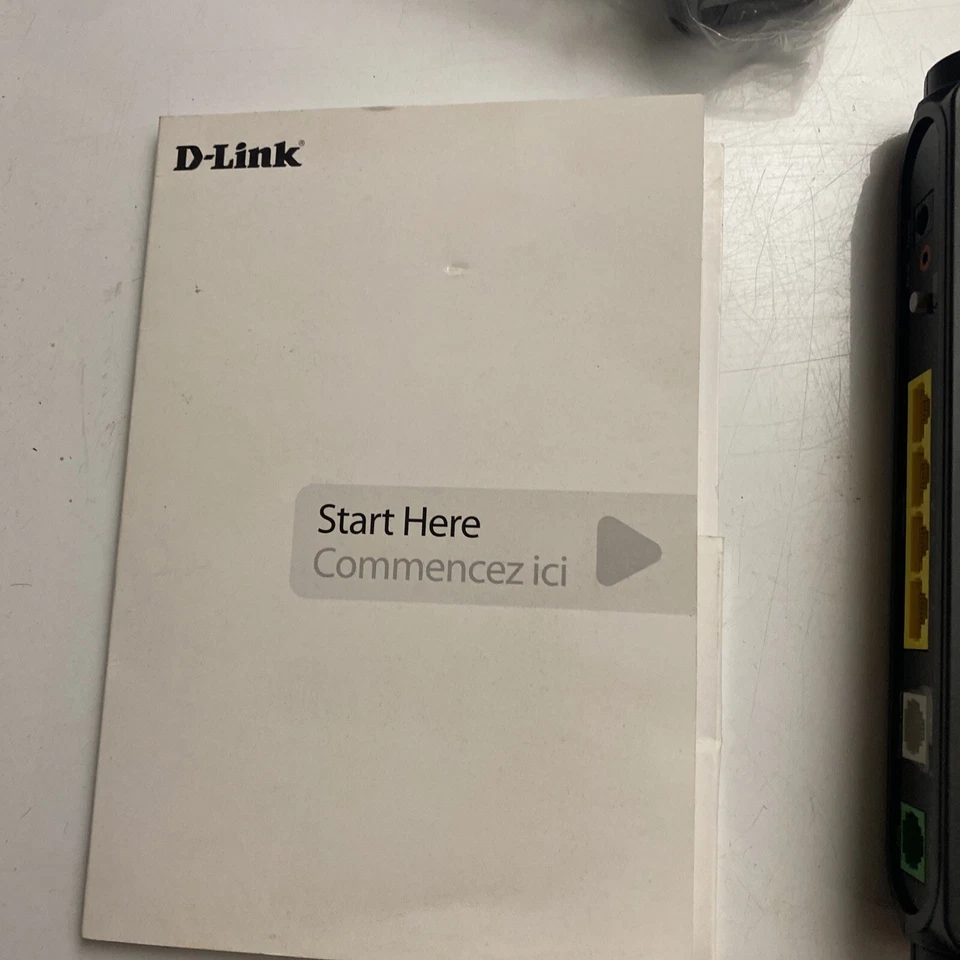 D-Link®
Start Here
Commencez ici